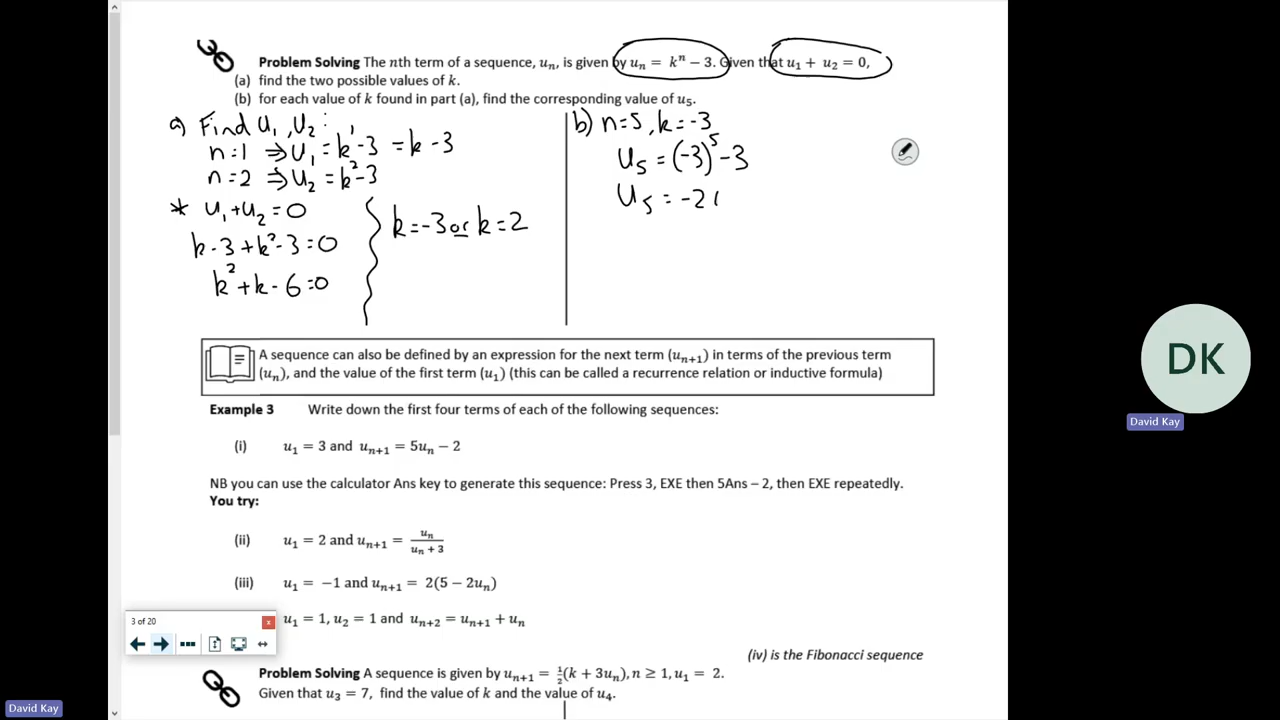 Problem Solving The nth term of a sequence, uₙ, is given by uₙ = kⁿ − 3. Given that u₁ + u₂ = 0,
(a) find the two possible values of k.
(b) for each value of k found in part (a), find the corresponding value of u₅.
a) Find U₁, U₂ :
n=1 ⇒ U₁ = k¹-3 = k-3
n=2 ⇒ U₂ = k²-3
* U₁+U₂ = 0
k-3+k²-3=0
k²+k-6=0
k=-3 or k=2
b) n=5, k=-3
U₅ = (-3)⁵-3
U₅ = -2
A sequence can also be defined by an expression for the next term (uₙ₊₁) in terms of the previous term
(uₙ), and the value of the first term (u₁) (this can be called a recurrence relation or inductive formula)
Example 3 Write down the first four terms of each of the following sequences:
(i) u₁ = 3 and uₙ₊₁ = 5uₙ − 2
NB you can use the calculator Ans key to generate this sequence: Press 3, EXE then 5Ans – 2, then EXE repeatedly.
You try:
(ii) u₁ = 2 and uₙ₊₁ = uₙ / (uₙ + 3)
(iii) u₁ = −1 and uₙ₊₁ = 2(5 − 2uₙ)
u₁ = 1, u₂ = 1 and uₙ₊₂ = uₙ₊₁ + uₙ
(iv) is the Fibonacci sequence
Problem Solving A sequence is given by uₙ₊₁ = ½(k + 3uₙ), n ≥ 1, u₁ = 2.
Given that u₃ = 7, find the value of k and the value of u₄.
3 of 20
x
DK
David Kay
David Kay